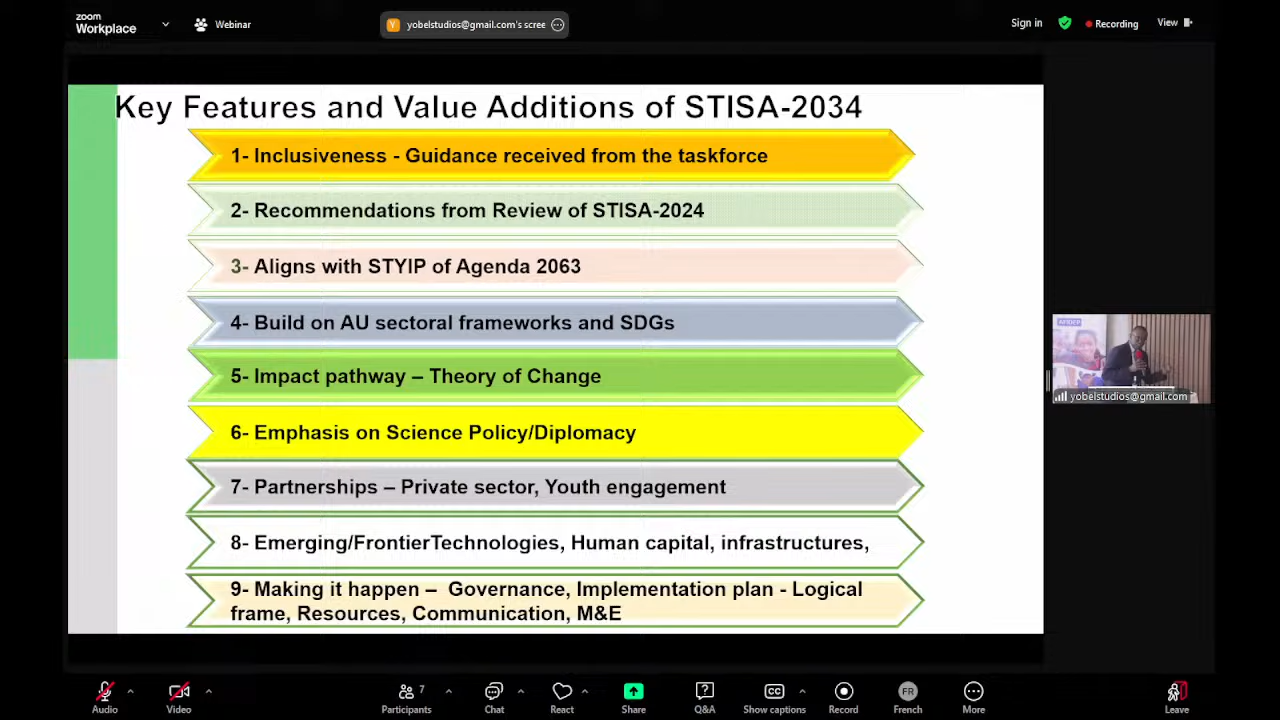 zoom
Workplace
Webinar
Y
yobelstudios@gmail.com's scree
Sign in
Recording
View
Key Features and Value Additions of STISA-2034
1- Inclusiveness - Guidance received from the taskforce
2- Recommendations from Review of STISA-2024
3- Aligns with STYIP of Agenda 2063
4- Build on AU sectoral frameworks and SDGs
5- Impact pathway – Theory of Change
6- Emphasis on Science Policy/Diplomacy
7- Partnerships – Private sector, Youth engagement
8- Emerging/FrontierTechnologies, Human capital, infrastructures,
9- Making it happen – Governance, Implementation plan - Logical
frame, Resources, Communication, M&E
yobelstudios@gmail.com
7
FR
Audio
Video
Participants
Chat
React
Share
Q&A
Show captions
Record
French
More
Leave